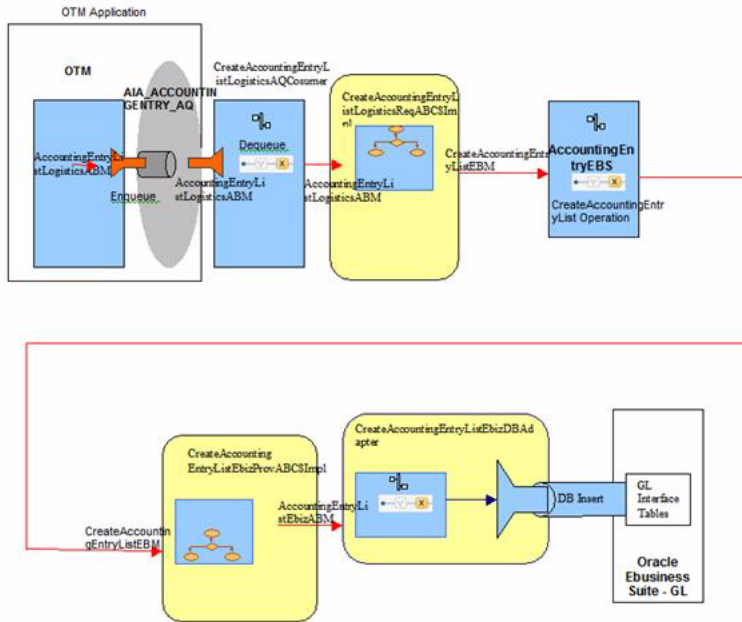 OTM Application
OTM
AIA_ACCOUNTIN
GENTRY_AQ
AccountingEntryLi
stLogisticsABM
Enqueue
CreateAccountingEntryL
istLogisticsAQCosumer
Dequeue
AccountingEntryLi
stLogisticsABM
CreateAccountingEntryL
istLogisticsReqABCSIm
pl
AccountingEntryLi
stLogisticsABM
CreateAccountingEntr
yListEBM
AccountingEn
tryEBS
CreateAccountingEntr
yList Operation
CreateAccountin
gEntryListEBM
CreateAccounting
EntryListEbizProvABCSImpl
AccountingEntryLi
stEbizABM
CreateAccountingEntryListEbizDBAd
apter
DB Insert
GL
Interface
Tables
Oracle
Ebusiness
Suite - GL